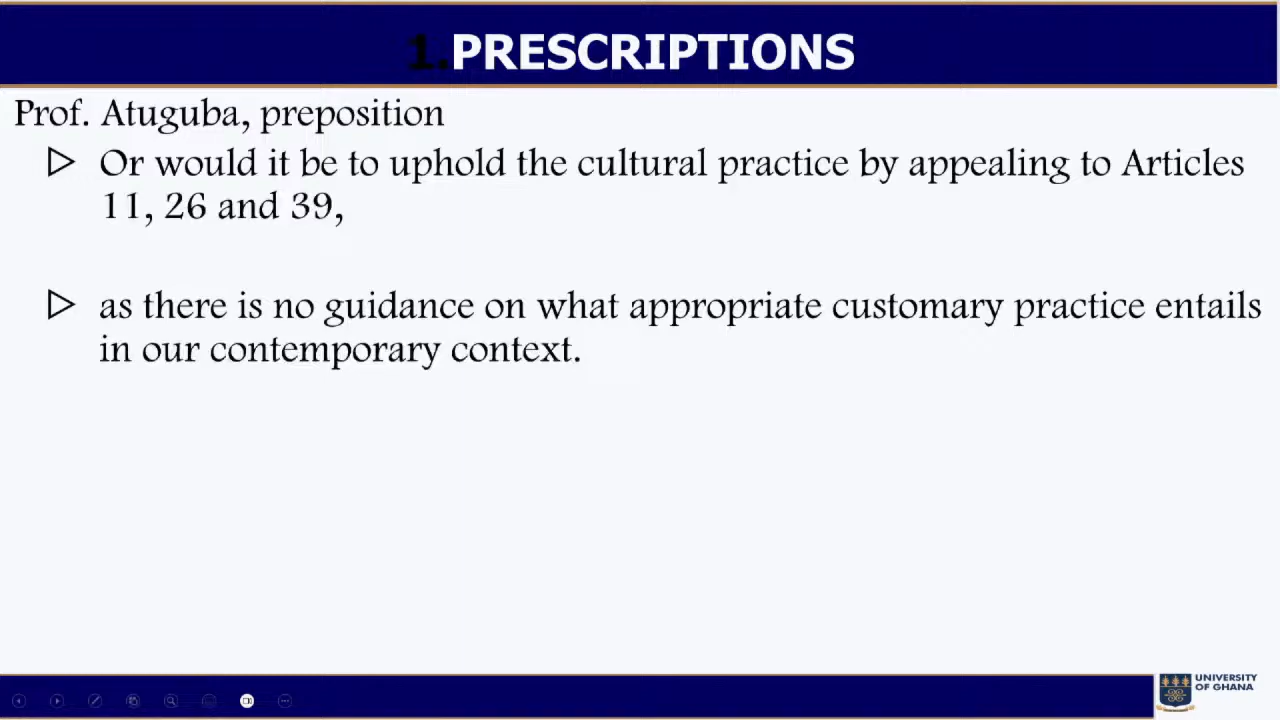 1.PRESCRIPTIONS
Prof. Atuguba, preposition
Or would it be to uphold the cultural practice by appealing to Articles
11, 26 and 39,
as there is no guidance on what appropriate customary practice entails
in our contemporary context.
UNIVERSITY
OF GHANA